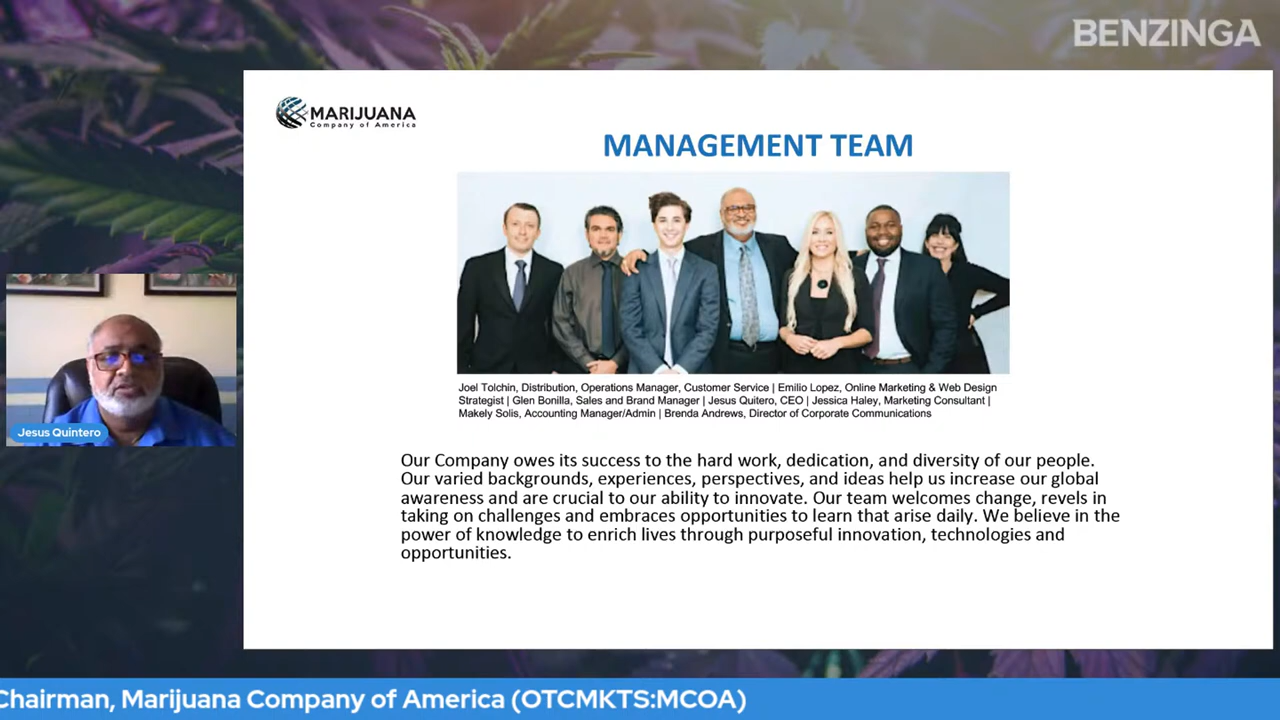 BENZINGA
MARIJUANA
Company of America
MANAGEMENT TEAM
Joel Tolchin, Distribution, Operations Manager, Customer Service | Emilio Lopez, Online Marketing & Web Design
Strategist | Glen Bonilla, Sales and Brand Manager | Jesus Quitero, CEO | Jessica Haley, Marketing Consultant |
Makely Solis, Accounting Manager/Admin | Brenda Andrews, Director of Corporate Communications
Jesus Quintero
Our Company owes its success to the hard work, dedication, and diversity of our people.
Our varied backgrounds, experiences, perspectives, and ideas help us increase our global
awareness and are crucial to our ability to innovate. Our team welcomes change, revels in
taking on challenges and embraces opportunities to learn that arise daily. We believe in the
power of knowledge to enrich lives through purposeful innovation, technologies and
opportunities.
Chairman, Marijuana Company of America (OTCMKTS:MCOA)